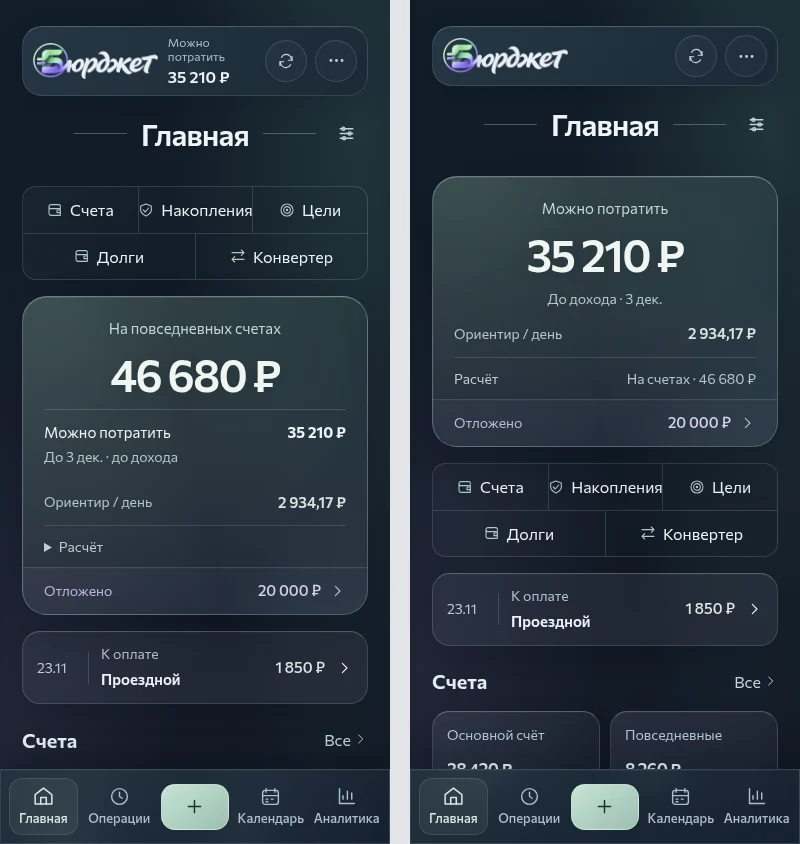 Бюрджет
Можно
потратить
35 210 ₽
Главная
Счета
Накопления
Цели
Долги
Конвертер
На повседневных счетах
46 680 ₽
Можно потратить
35 210 ₽
До 3 дек. · до дохода
Ориентир / день
2 934,17 ₽
Расчёт
Отложено
20 000 ₽
23.11
К оплате
Проездной
1 850 ₽
Счета
Все
Главная
Операции
Календарь
Аналитика
Бюрджет
Главная
Можно потратить
35 210 ₽
До дохода · 3 дек.
Ориентир / день
2 934,17 ₽
Расчёт
На счетах · 46 680 ₽
Отложено
20 000 ₽
Счета
Накопления
Цели
Долги
Конвертер
23.11
К оплате
Проездной
1 850 ₽
Счета
Все
Основной счёт
Повседневные
Главная
Операции
Календарь
Аналитика